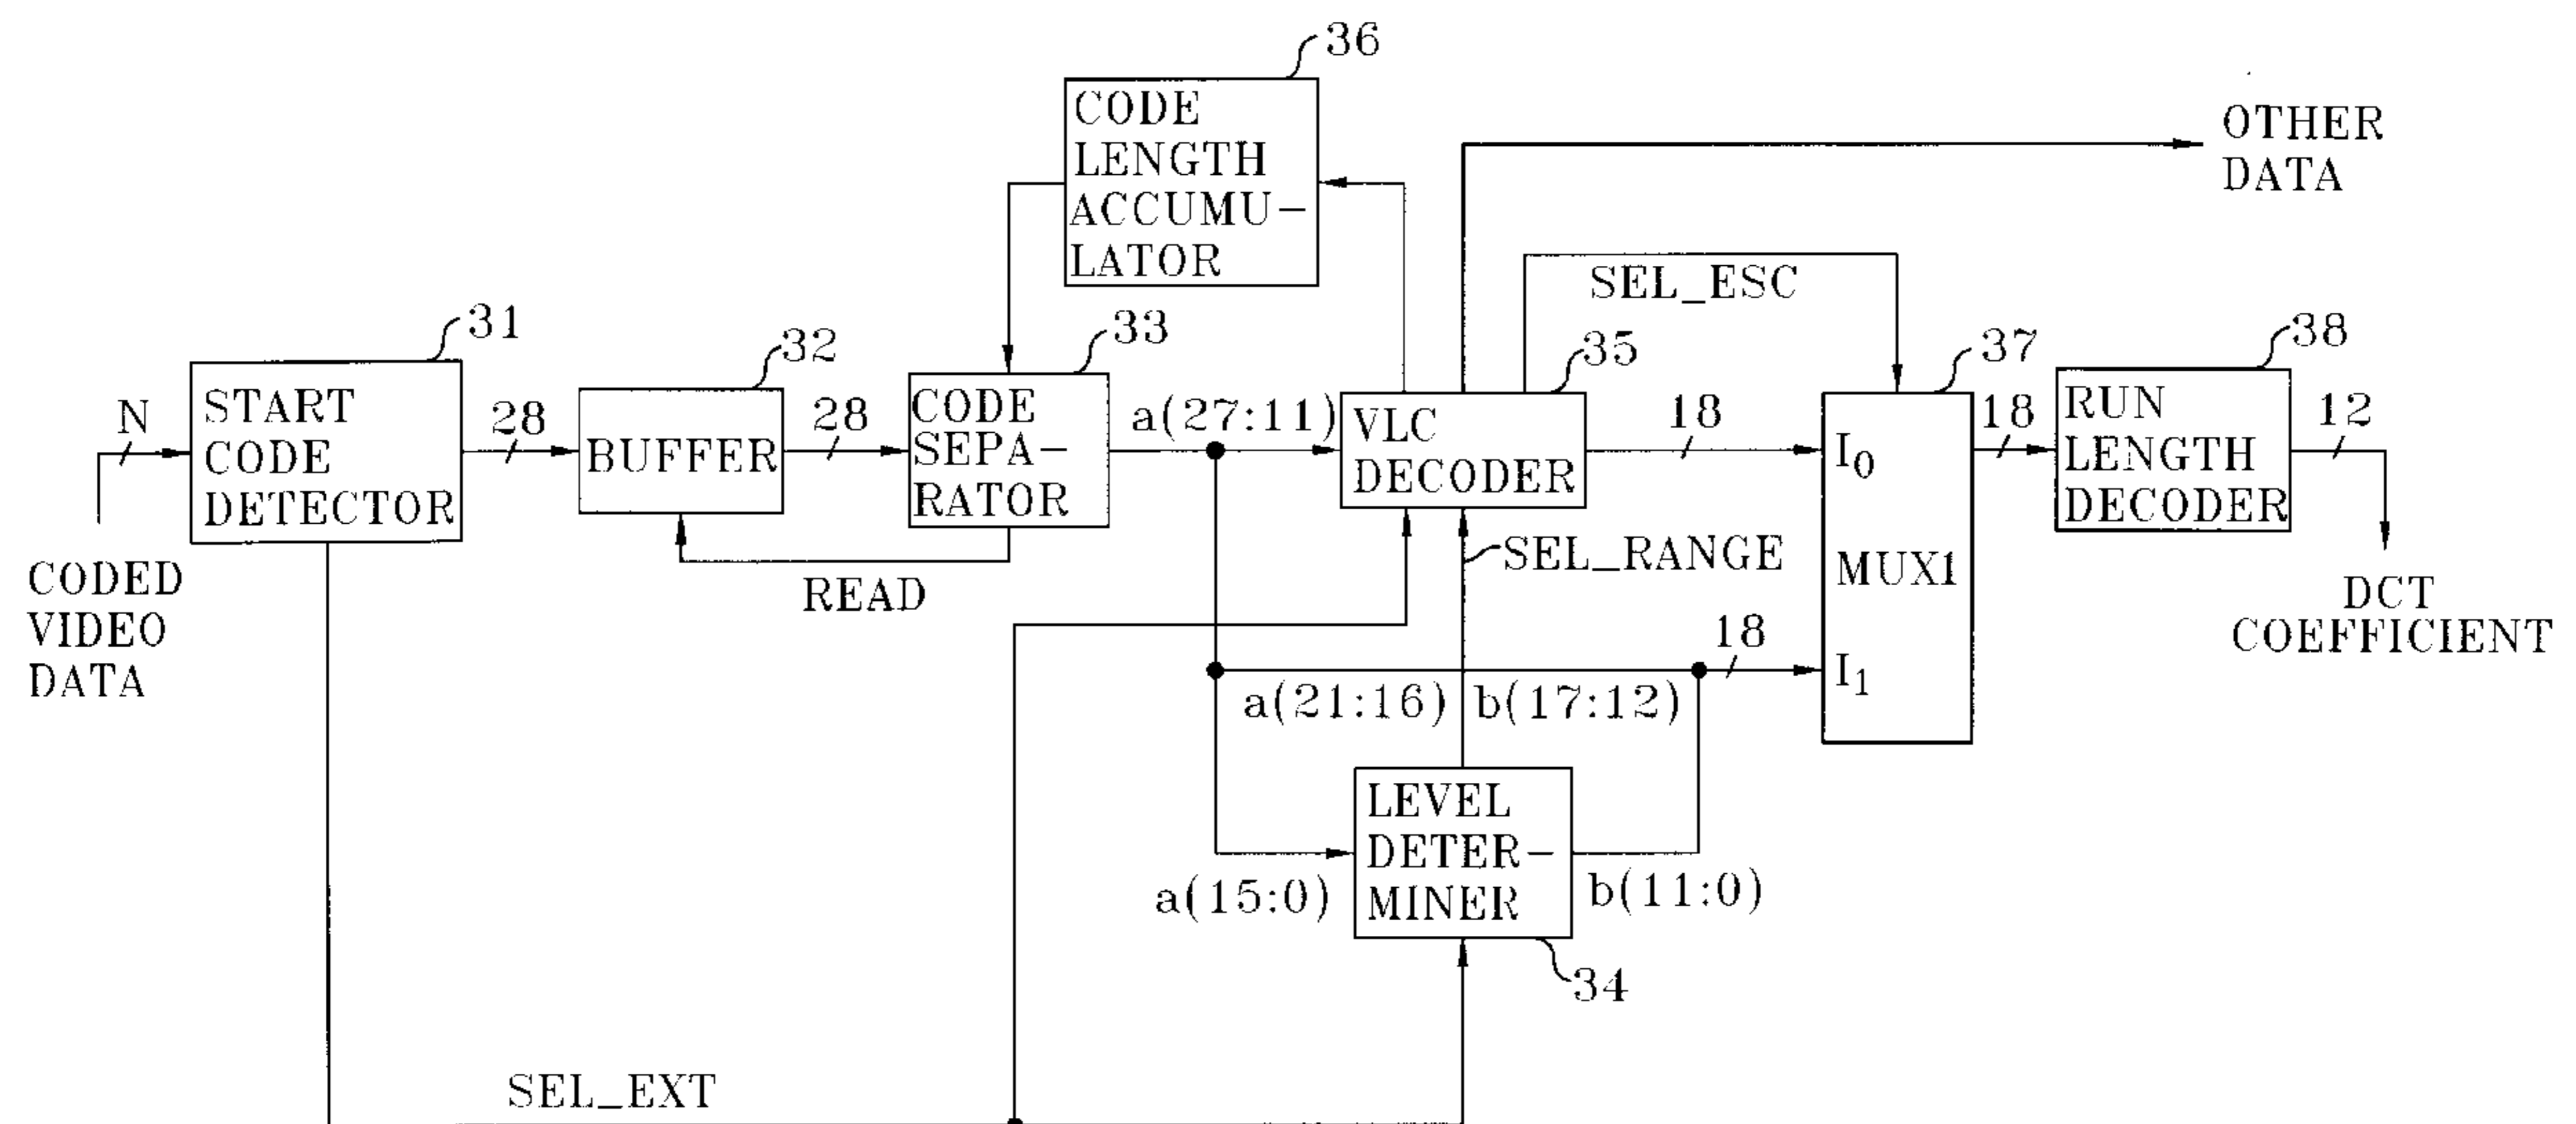 36
CODE
LENGTH
ACCUMU-
LATOR
OTHER
DATA
SEL_ESC
31
32
33
35
37
38
N
START
CODE
DETECTOR
28
BUFFER
28
CODE
SEPA-
RATOR
a(27:11)
VLC
DECODER
18
I0
MUX1
I1
18
RUN
LENGTH
DECODER
12
CODED
VIDEO
DATA
READ
SEL_RANGE
18
DCT
COEFFICIENT
a(21:16)
b(17:12)
LEVEL
DETER-
MINER
a(15:0)
b(11:0)
34
SEL_EXT